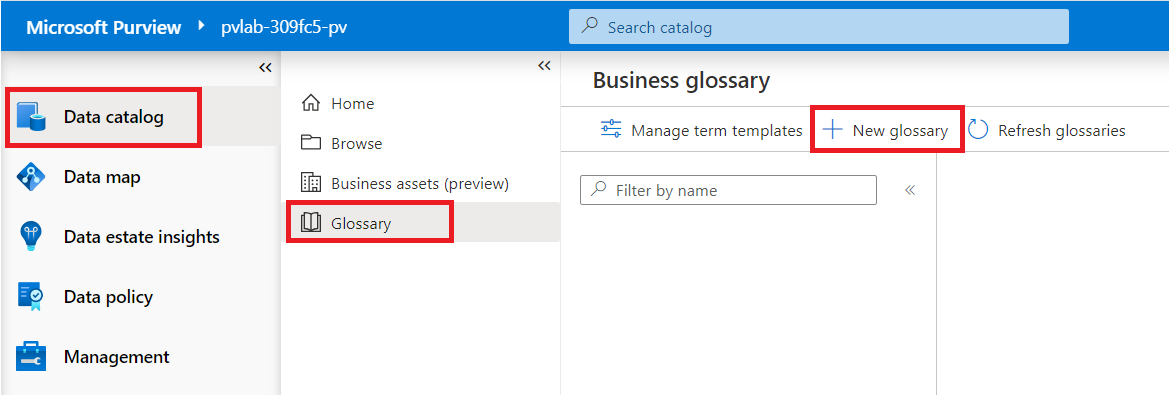 Microsoft Purview pvlab-309fc5-pv
Search catalog
Data catalog
Data map
Data estate insights
Data policy
Management
Home
Browse
Business assets (preview)
Glossary
Business glossary
Manage term templates
New glossary
Refresh glossaries
Filter by name